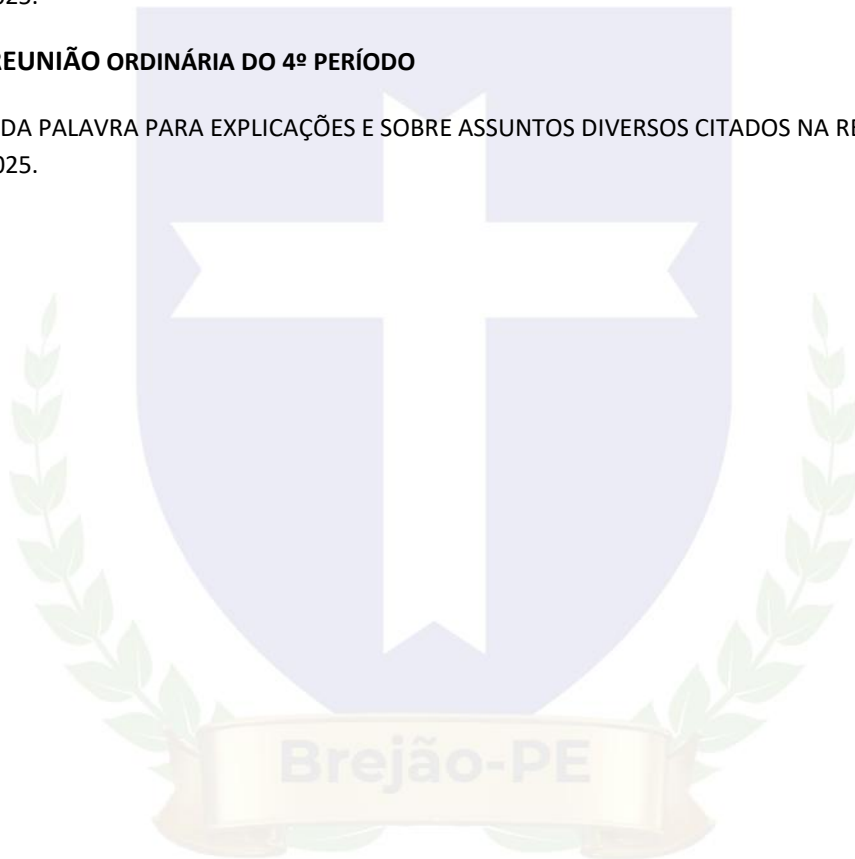 025.
REUNIÃO ORDINÁRIA DO 4º PERÍODO
DA PALAVRA PARA EXPLICAÇÕES E SOBRE ASSUNTOS DIVERSOS CITADOS NA RE
025.
Brejão-PE